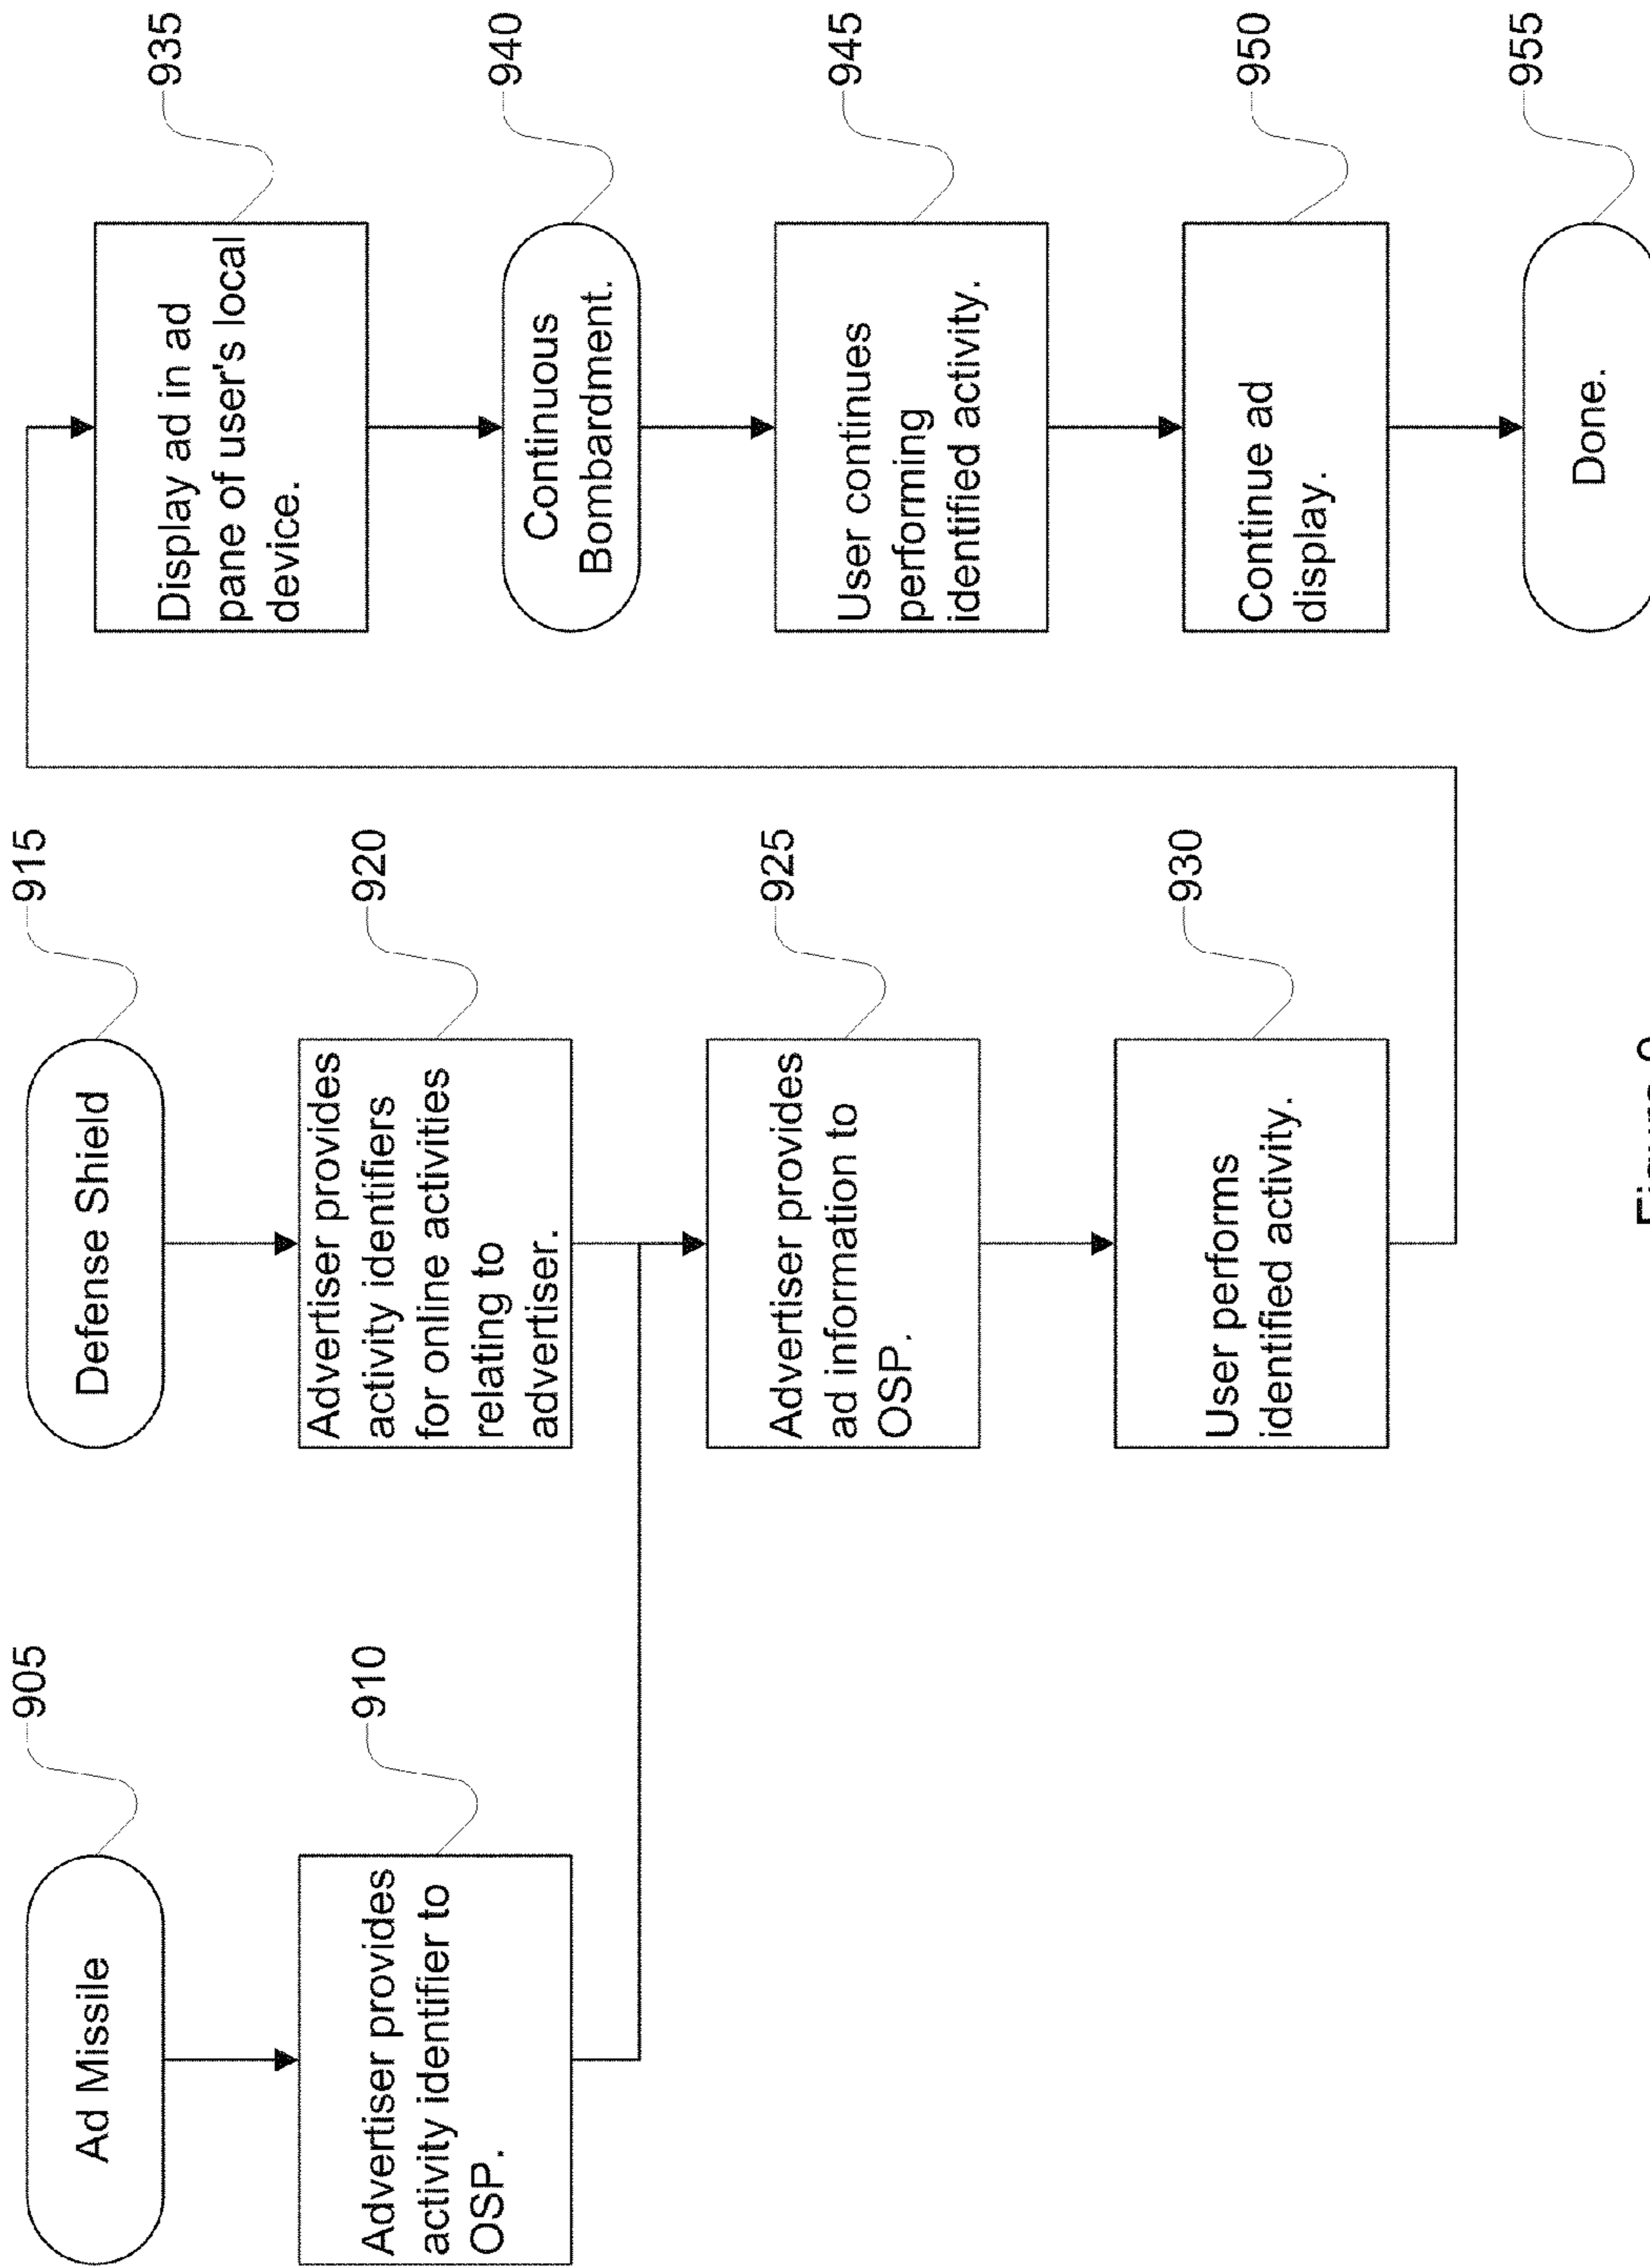 905
Ad Missile
910
Advertiser provides
activity identifier to
OSP.
915
Defense Shield
920
Advertiser provides
activity identifiers
for online activities
relating to
advertiser.
925
Advertiser provides
ad information to
OSP.
930
User performs
identified activity.
935
Display ad in ad
pane of user's local
device.
940
Continuous
Bombardment.
945
User continues
performing
identified activity.
950
Continue ad
display.
955
Done.
Figure